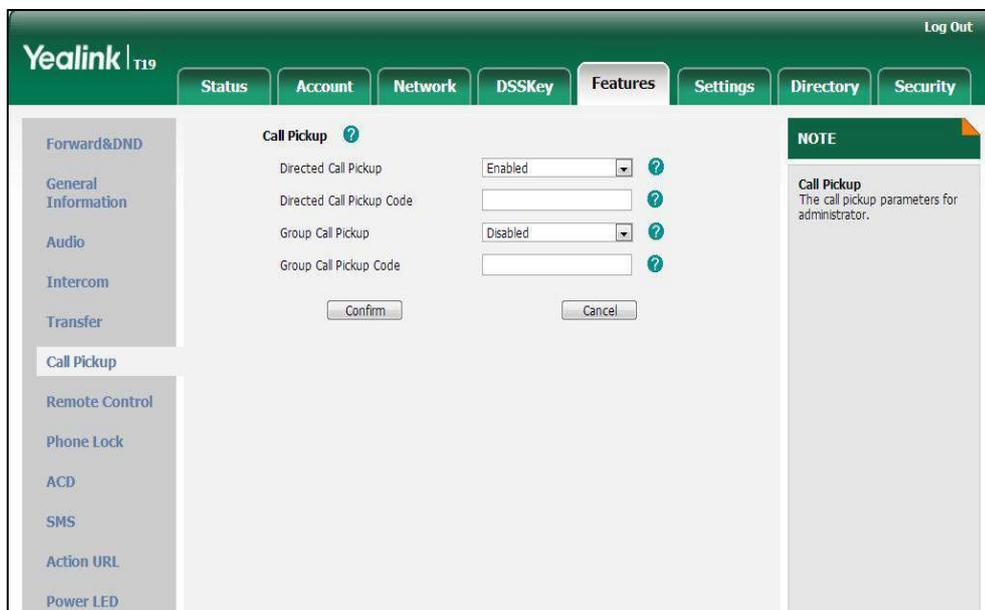 Log Out
Yealink T19
Status Account Network DSSKey Features Settings Directory Security
Forward&DND
General
Information
Audio
Intercom
Transfer
Call Pickup
Remote Control
Phone Lock
ACD
SMS
Action URL
Power LED
Call Pickup ?
Directed Call Pickup Enabled ?
Directed Call Pickup Code ?
Group Call Pickup Disabled ?
Group Call Pickup Code ?
Confirm Cancel
NOTE
Call Pickup
The call pickup parameters for
administrator.